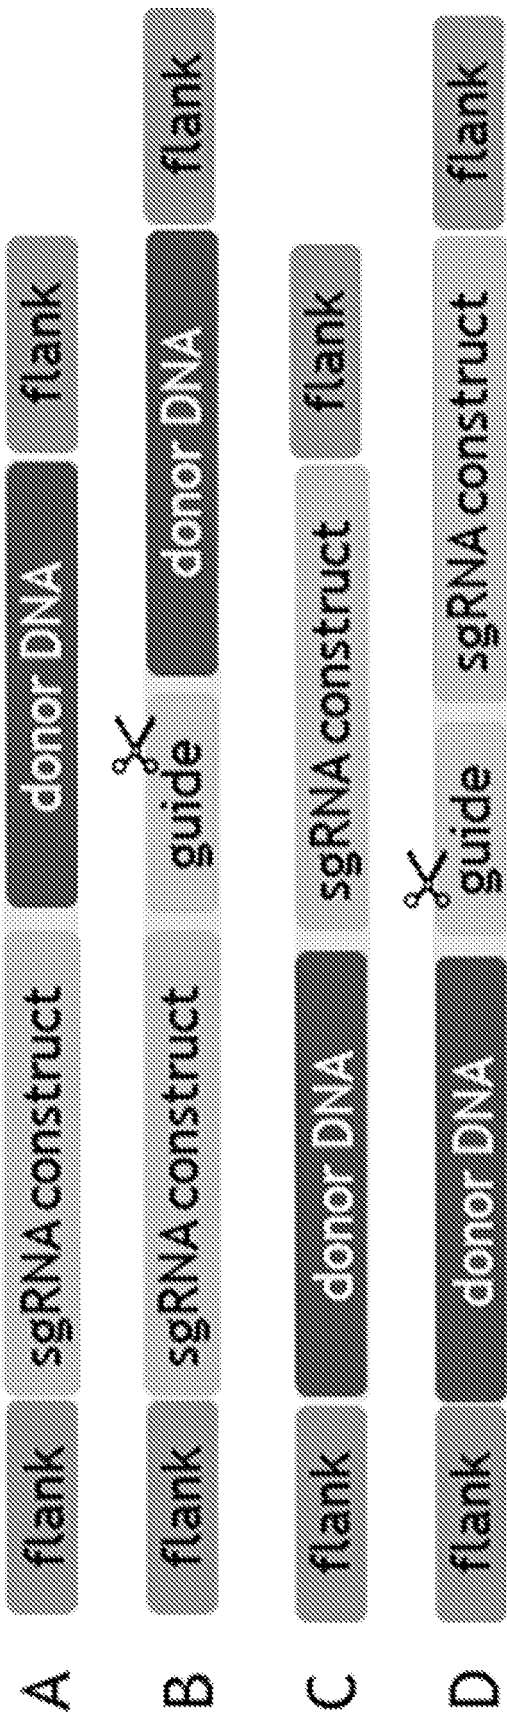 A flank sgRNA construct donor DNA flank
B flank sgRNA construct guide donor DNA flank
C flank donor DNA sgRNA construct flank
D flank donor DNA guide sgRNA construct flank